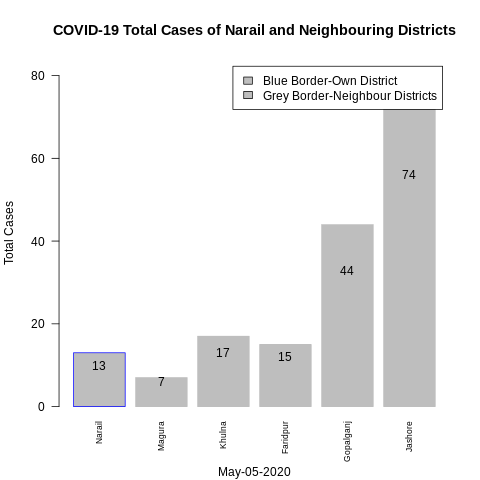 COVID-19 Total Cases of Narail and Neighbouring Districts
Blue Border-Own District
Grey Border-Neighbour Districts
Total Cases
80
60
40
20
0
13
7
17
15
44
74
Narail
Magura
Khulna
Faridpur
Gopalganj
Jashore
May-05-2020